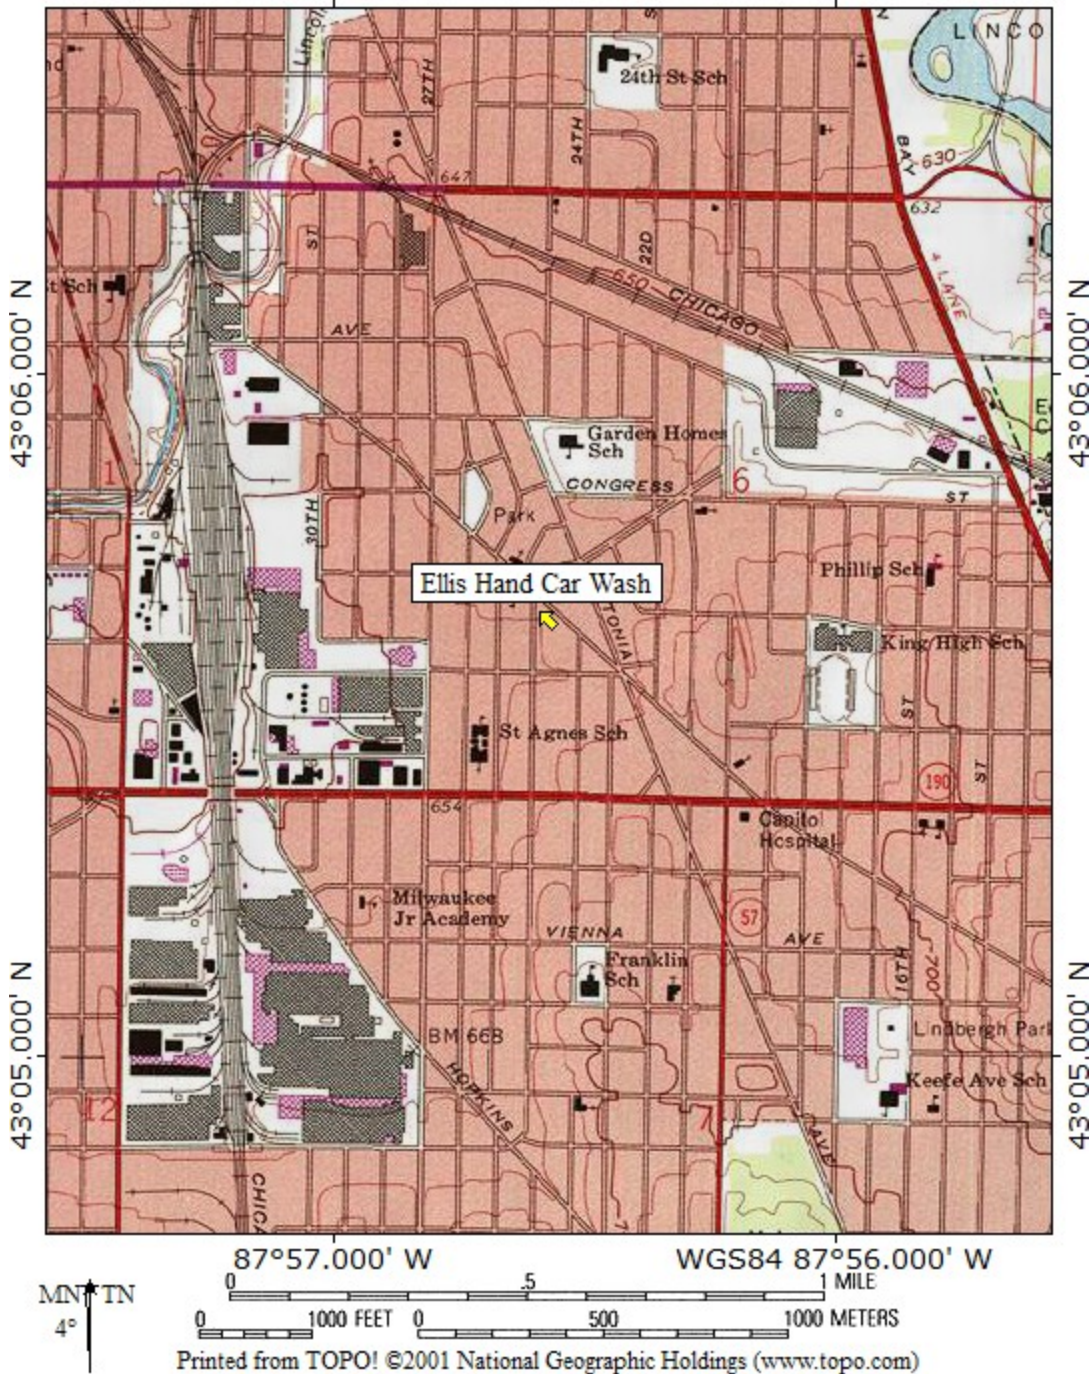 LINCO
Lincoln
24th St Sch
27TH
24TH
BAY
630
647
632
ST
22D
650
CHICAGO
4 LANE
t Sch
AVE
43°06.000' N
43°06.000' N
Garden Homes
Sch
1
CONGRESS
6
ST
30TH
Park
Ellis Hand Car Wash
Phillip Sch
TONIA
King High Sch
ST
St Agnes Sch
ST
190
654
Capito
Hospital
Milwaukee
Jr Academy
57
VIENNA
AVE
Franklin
Sch
16TH
700
43°05.000' N
43°05.000' N
BM 668
Lindbergh Park
HOPKINS
Keefe Ave Sch
12
7
AVE
CHICA
87°57.000' W
WGS84 87°56.000' W
MN TN
4°
0 .5 1 MILE
0 1000 FEET 0 500 1000 METERS
Printed from TOPO! ©2001 National Geographic Holdings (www.topo.com)